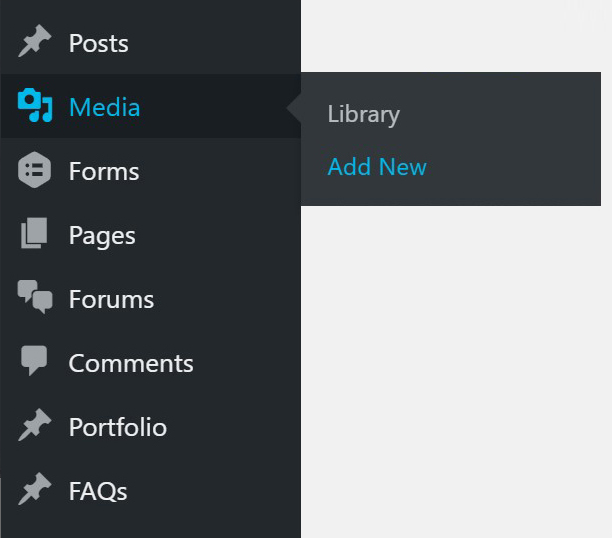 Posts
Media
Library
Add New
Forms
Pages
Forums
Comments
Portfolio
FAQs